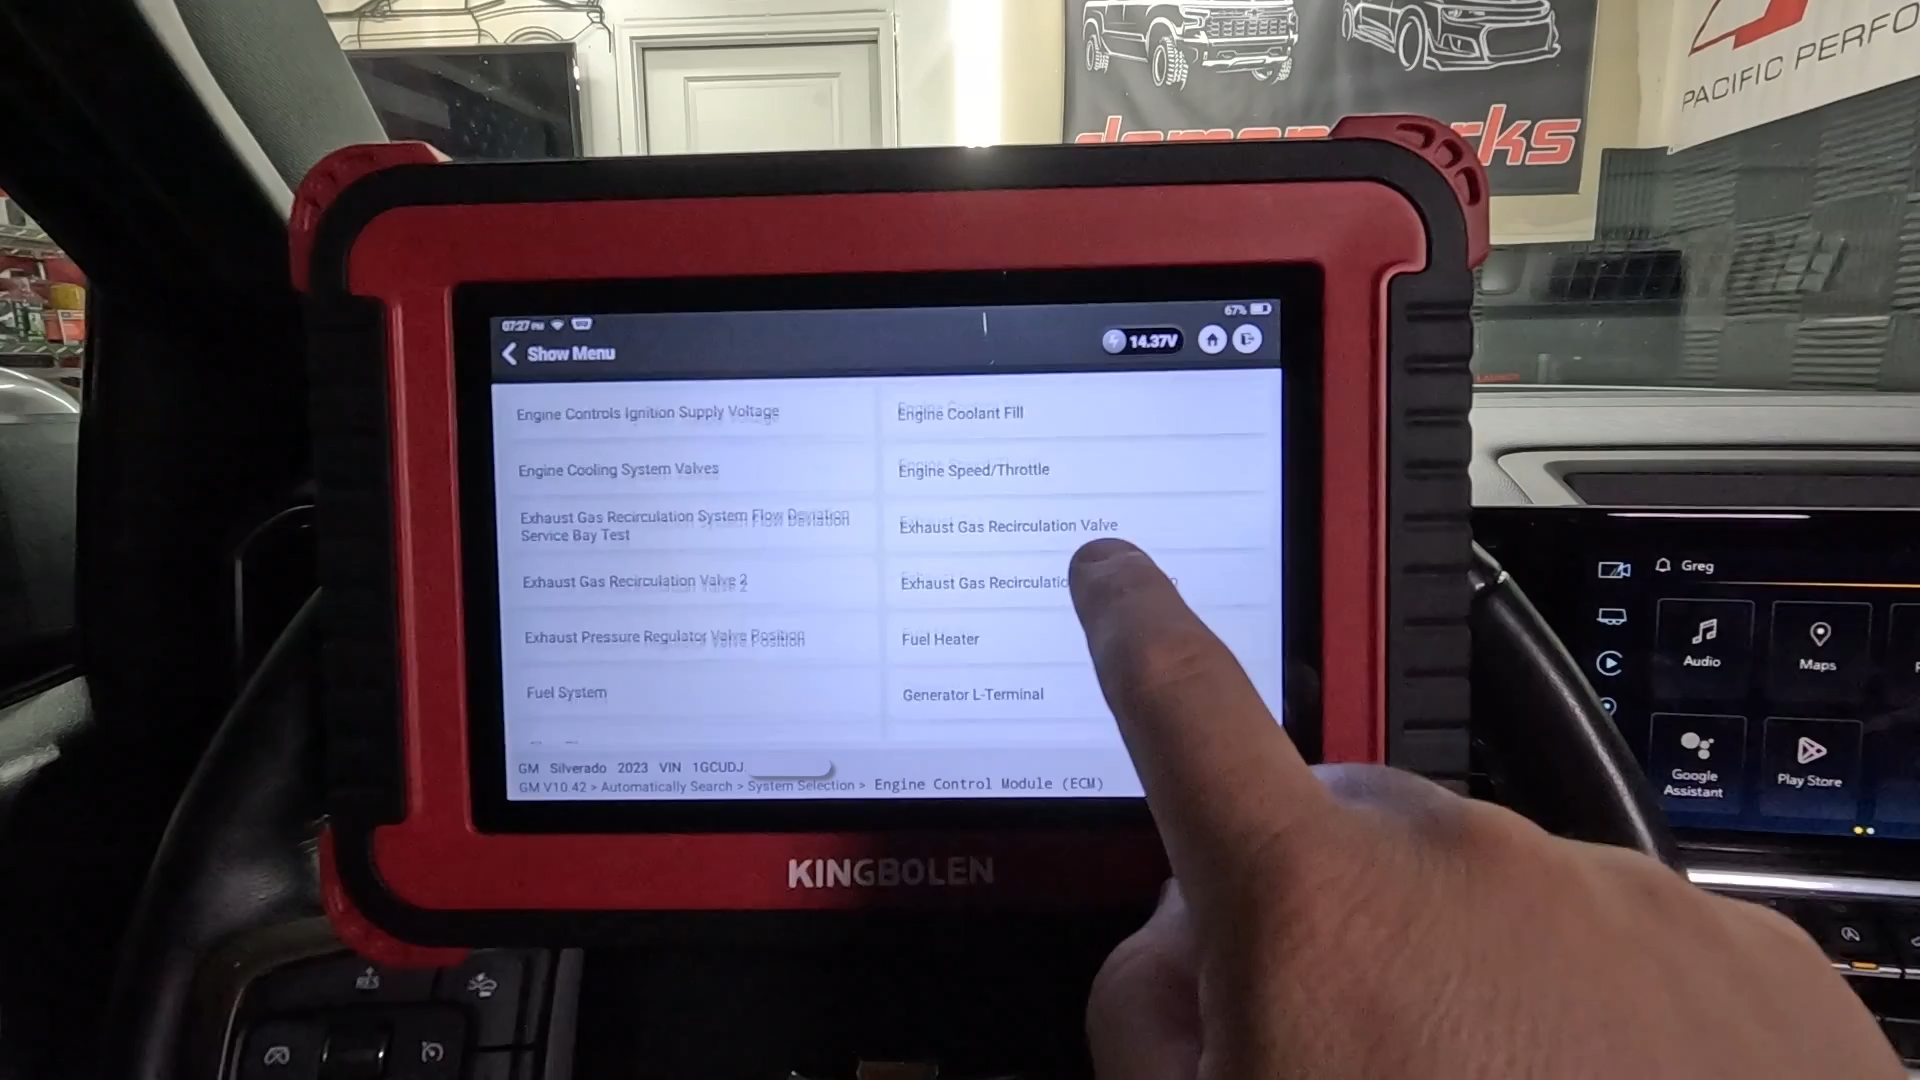 PACIFIC PERFO
rks
07:27 PM
67%
Show Menu
14.37V
Engine Controls Ignition Supply Voltage
Engine Coolant Fill
Engine Cooling System Valves
Engine Speed/Throttle
Exhaust Gas Recirculation System Flow Deviation
Service Bay Test
Exhaust Gas Recirculation Valve
Exhaust Gas Recirculation Valve 2
Exhaust Gas Recirculatio
Exhaust Pressure Regulator Valve Position
Fuel Heater
Fuel System
Generator L-Terminal
GM Silverado 2023 VIN 1GCUDJ
GM V10.42 > Automatically Search > System Selection > Engine Control Module (ECM)
KINGBOLEN
Greg
Audio
Maps
Google
Assistant
Play Store
RES